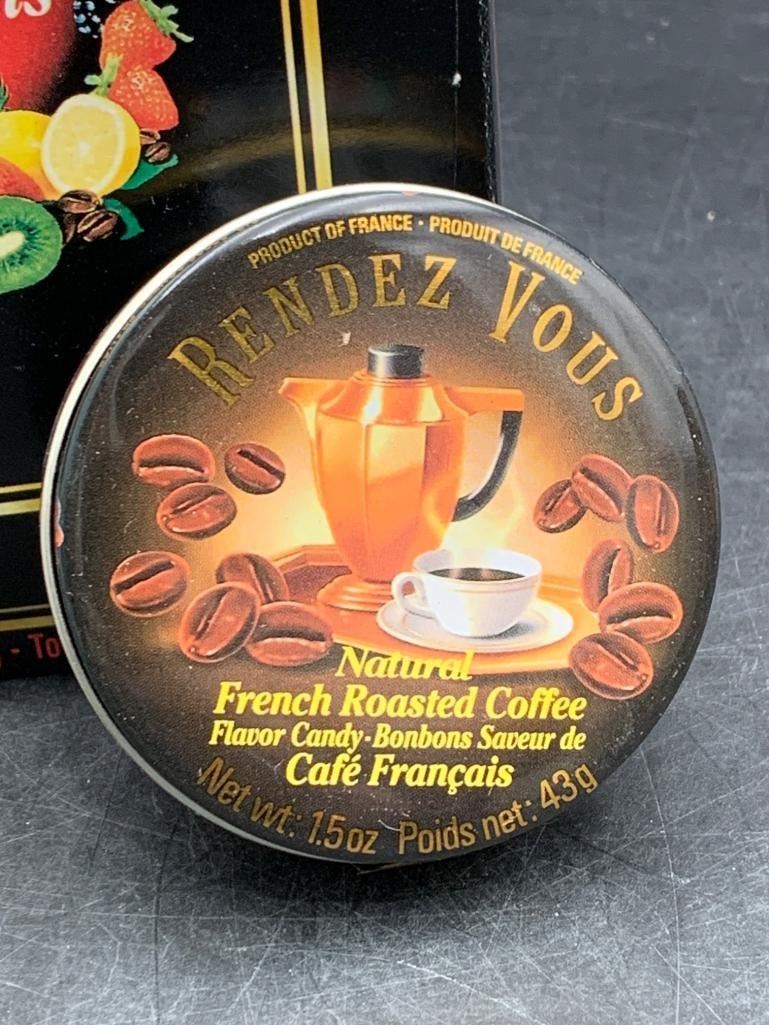 PRODUCT OF FRANCE · PRODUIT DE FRANCE
RENDEZ VOUS
Natural
French Roasted Coffee
Flavor Candy-Bonbons Saveur de
Café Français
Net wt: 1.5oz Poids net: 43g